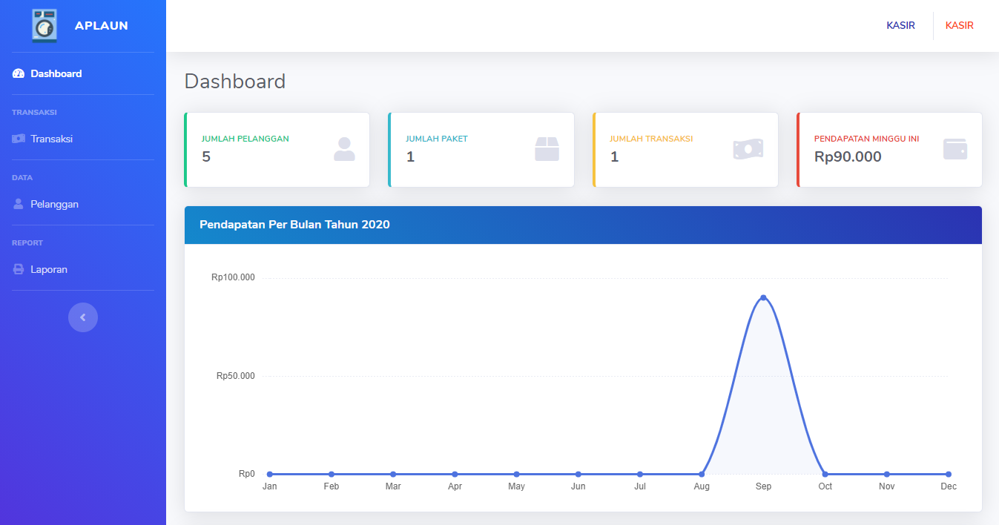 APLAUN
KASIR
KASIR
Dashboard
TRANSAKSI
Transaksi
DATA
Pelanggan
REPORT
Laporan
Dashboard
JUMLAH PELANGGAN
5
JUMLAH PAKET
1
JUMLAH TRANSAKSI
1
PENDAPATAN MINGGU INI
Rp90.000
Pendapatan Per Bulan Tahun 2020
Rp100.000
Rp50.000
Rp0
Jan Feb Mar Apr May Jun Jul Aug Sep Oct Nov Dec